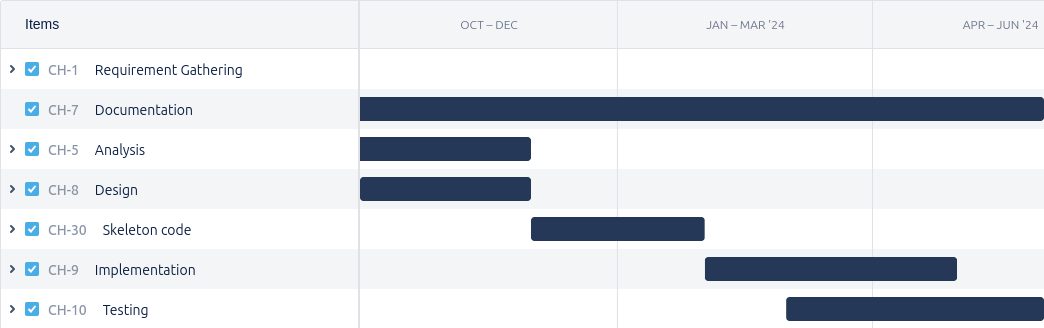 Items OCT – DEC JAN – MAR '24 APR – JUN '24
CH-1 Requirement Gathering
CH-7 Documentation
CH-5 Analysis
CH-8 Design
CH-30 Skeleton code
CH-9 Implementation
CH-10 Testing